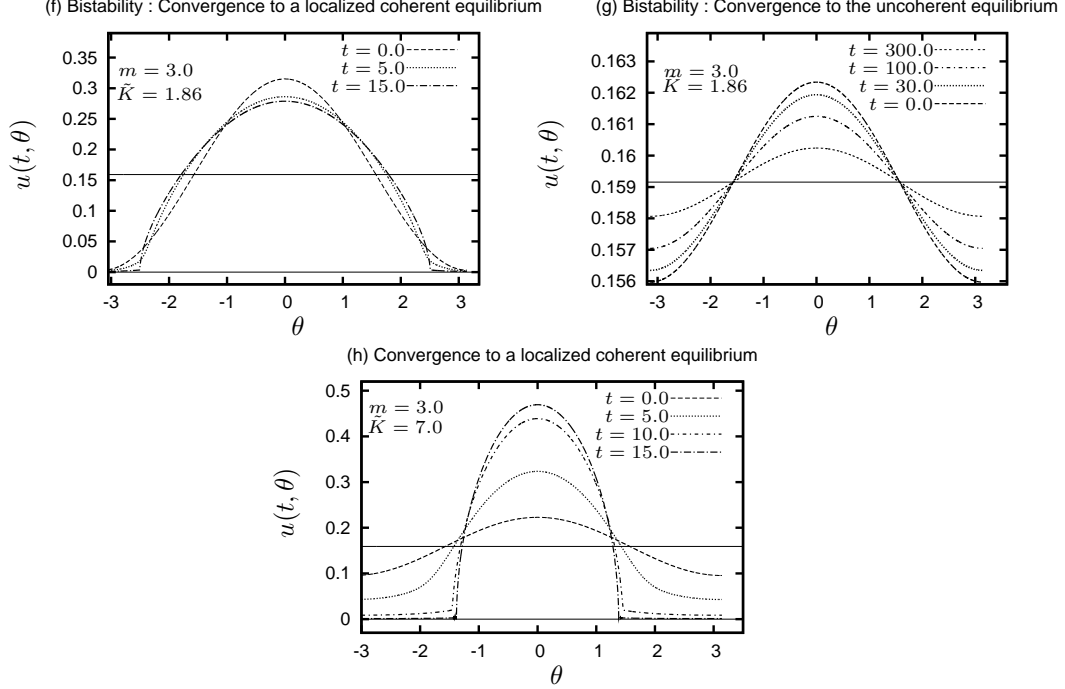 (f) Bistability : Convergence to a localized coherent equilibrium
0.35
0.3
0.25
0.2
0.15
0.1
0.05
0
u(t, θ)
m = 3.0
K̃ = 1.86
t = 0.0
t = 5.0
t = 15.0
-3 -2 -1 0 1 2 3
θ
(g) Bistability : Convergence to the uncoherent equilibrium
0.163
0.162
0.161
0.16
0.159
0.158
0.157
0.156
u(t, θ)
m = 3.0
K̃ = 1.86
t = 300.0
t = 100.0
t = 30.0
t = 0.0
-3 -2 -1 0 1 2 3
θ
(h) Convergence to a localized coherent equilibrium
0.5
0.4
0.3
0.2
0.1
0
u(t, θ)
m = 3.0
K̃ = 7.0
t = 0.0
t = 5.0
t = 10.0
t = 15.0
-3 -2 -1 0 1 2 3
θ